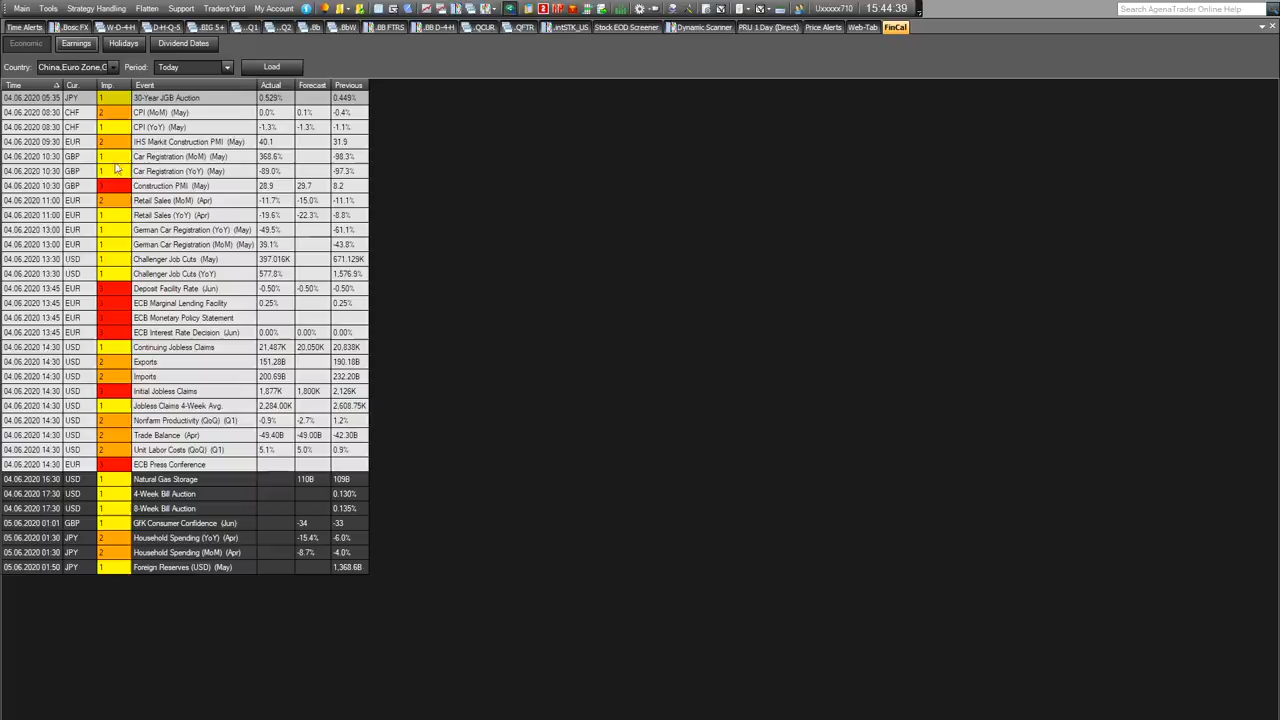 Main Tools Strategy Handling Flatten Support TradersYard My Account Uxxxxx710 15:44:39 Search AgenaTrader Online Help
Time Alerts .Bosc FX W-D-4-H D-H-Q-5 .BIG 5+ ..Q1 ..Q2 .Bb .BbW .BB FTRS .BB D-4-H .QCUR .QFTR .intSTK_US Stock EOD Screener Dynamic Scanner PRU 1 Day (Direct) Price Alerts Web-Tab FinCal
Economic Earnings Holidays Dividend Dates
Country: China,Euro Zone,G Period: Today Load
Time Cur. Imp. Event Actual Forecast Previous
04.06.2020 05:35 JPY 1 30-Year JGB Auction 0.529% 0.449%
04.06.2020 08:30 CHF 2 CPI (MoM) (May) 0.0% 0.1% -0.4%
04.06.2020 08:30 CHF 1 CPI (YoY) (May) -1.3% -1.3% -1.1%
04.06.2020 09:30 EUR 2 IHS Markit Construction PMI (May) 40.1 31.9
04.06.2020 10:30 GBP 1 Car Registration (MoM) (May) 368.6% -98.3%
04.06.2020 10:30 GBP 1 Car Registration (YoY) (May) -89.0% -97.3%
04.06.2020 10:30 GBP 3 Construction PMI (May) 28.9 29.7 8.2
04.06.2020 11:00 EUR 2 Retail Sales (MoM) (Apr) -11.7% -15.0% -11.1%
04.06.2020 11:00 EUR 1 Retail Sales (YoY) (Apr) -19.6% -22.3% -8.8%
04.06.2020 13:00 EUR 1 German Car Registration (YoY) (May) -49.5% -61.1%
04.06.2020 13:00 EUR 1 German Car Registration (MoM) (May) 39.1% -43.8%
04.06.2020 13:30 USD 1 Challenger Job Cuts (May) 397.016K 671.129K
04.06.2020 13:30 USD 1 Challenger Job Cuts (YoY) 577.8% 1,576.9%
04.06.2020 13:45 EUR 3 Deposit Facility Rate (Jun) -0.50% -0.50% -0.50%
04.06.2020 13:45 EUR 3 ECB Marginal Lending Facility 0.25% 0.25%
04.06.2020 13:45 EUR 3 ECB Monetary Policy Statement
04.06.2020 13:45 EUR 3 ECB Interest Rate Decision (Jun) 0.00% 0.00% 0.00%
04.06.2020 14:30 USD 1 Continuing Jobless Claims 21,487K 20,050K 20,838K
04.06.2020 14:30 USD 2 Exports 151.28B 190.18B
04.06.2020 14:30 USD 2 Imports 200.69B 232.20B
04.06.2020 14:30 USD 3 Initial Jobless Claims 1,877K 1,800K 2,126K
04.06.2020 14:30 USD 1 Jobless Claims 4-Week Avg. 2,284.00K 2,608.75K
04.06.2020 14:30 USD 2 Nonfarm Productivity (QoQ) (Q1) -0.9% -2.7% 1.2%
04.06.2020 14:30 USD 2 Trade Balance (Apr) -49.40B -49.00B -42.30B
04.06.2020 14:30 USD 2 Unit Labor Costs (QoQ) (Q1) 5.1% 5.0% 0.9%
04.06.2020 14:30 EUR 3 ECB Press Conference
04.06.2020 16:30 USD 1 Natural Gas Storage 110B 109B
04.06.2020 17:30 USD 1 4-Week Bill Auction 0.130%
04.06.2020 17:30 USD 1 8-Week Bill Auction 0.135%
05.06.2020 01:01 GBP 1 GfK Consumer Confidence (Jun) -34 -33
05.06.2020 01:30 JPY 2 Household Spending (YoY) (Apr) -15.4% -6.0%
05.06.2020 01:30 JPY 2 Household Spending (MoM) (Apr) -8.7% -4.0%
05.06.2020 01:50 JPY 1 Foreign Reserves (USD) (May) 1,368.6B